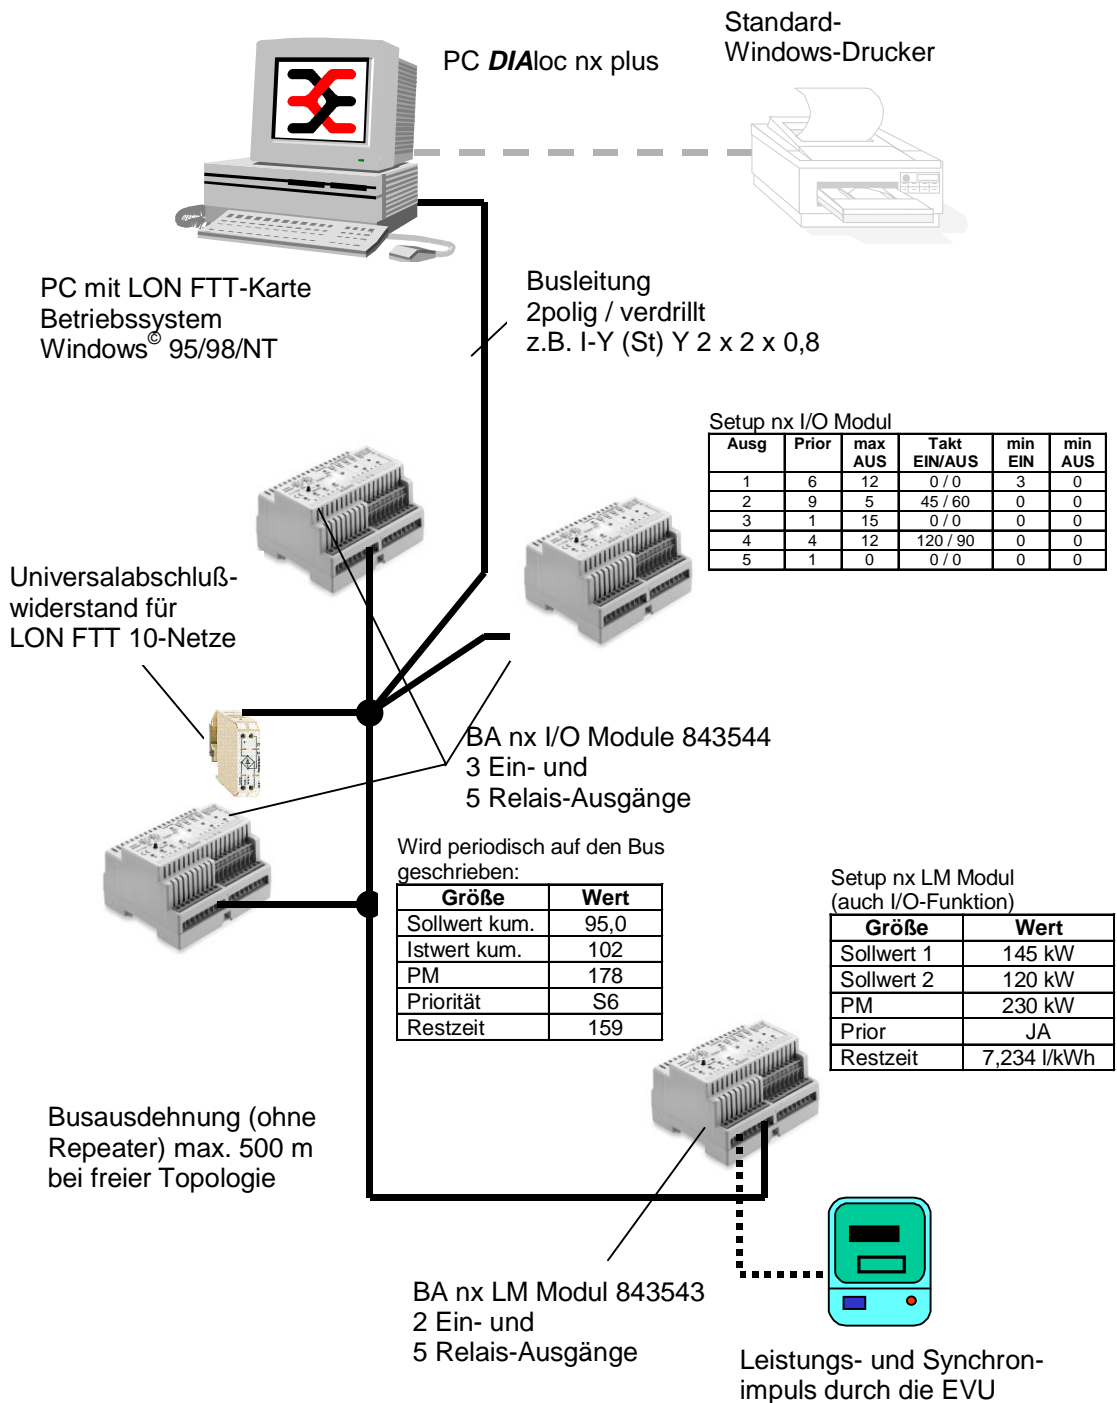 Standard-
Windows-Drucker
PC DIAloc nx plus
PC mit LON FTT-Karte
Betriebssystem
Windows© 95/98/NT
Busleitung
2polig / verdrillt
z.B. I-Y (St) Y 2 x 2 x 0,8
Setup nx I/O Modul
Ausg Prior max AUS Takt EIN/AUS min EIN min AUS
1 6 12 0 / 0 3 0
2 9 5 45 / 60 0 0
3 1 15 0 / 0 0 0
4 4 12 120 / 90 0 0
5 1 0 0 / 0 0 0
Universalabschluß-
widerstand für
LON FTT 10-Netze
BA nx I/O Module 843544
3 Ein- und
5 Relais-Ausgänge
Wird periodisch auf den Bus
geschrieben:
Größe Wert
Sollwert kum. 95,0
Istwert kum. 102
PM 178
Priorität S6
Restzeit 159
Setup nx LM Modul
(auch I/O-Funktion)
Größe Wert
Sollwert 1 145 kW
Sollwert 2 120 kW
PM 230 kW
Prior JA
Restzeit 7,234 I/kWh
Busausdehnung (ohne
Repeater) max. 500 m
bei freier Topologie
BA nx LM Modul 843543
2 Ein- und
5 Relais-Ausgänge
Leistungs- und Synchron-
impuls durch die EVU